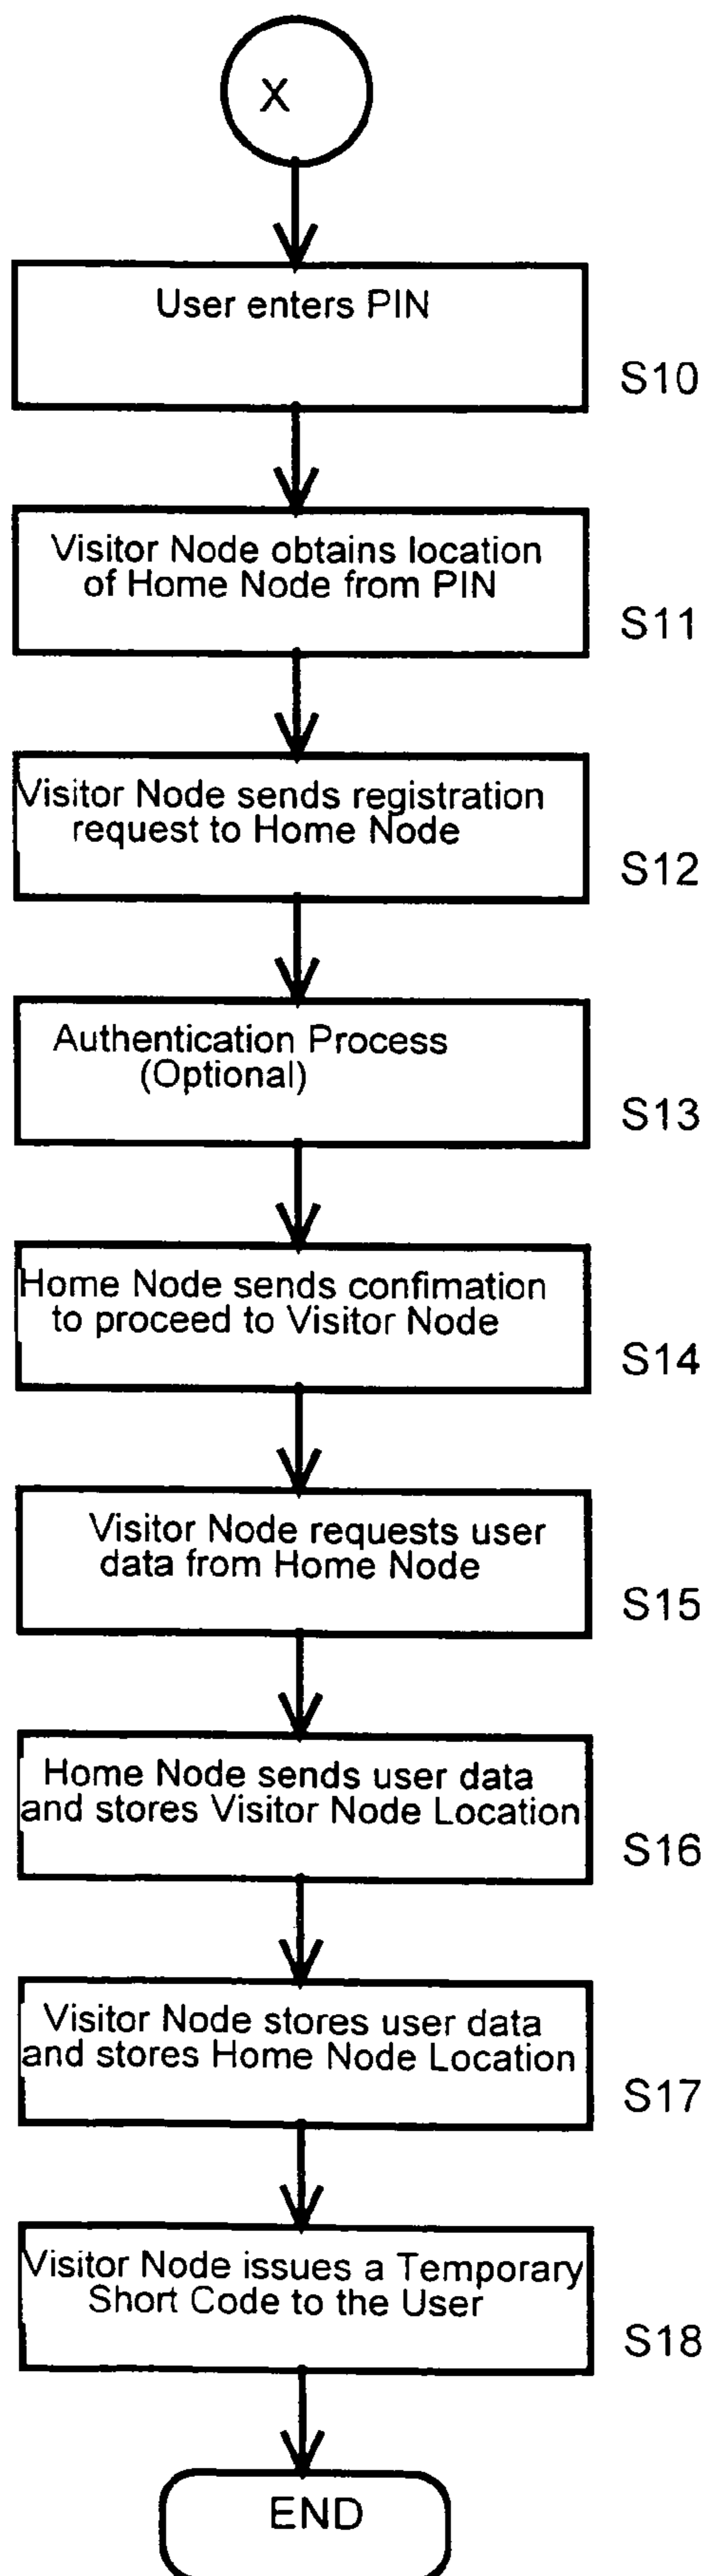 X
User enters PIN
S10
Visitor Node obtains location
of Home Node from PIN
S11
Visitor Node sends registration
request to Home Node
S12
Authentication Process
(Optional)
S13
Home Node sends confimation
to proceed to Visitor Node
S14
Visitor Node requests user
data from Home Node
S15
Home Node sends user data
and stores Visitor Node Location
S16
Visitor Node stores user data
and stores Home Node Location
S17
Visitor Node issues a Temporary
Short Code to the User
S18
END